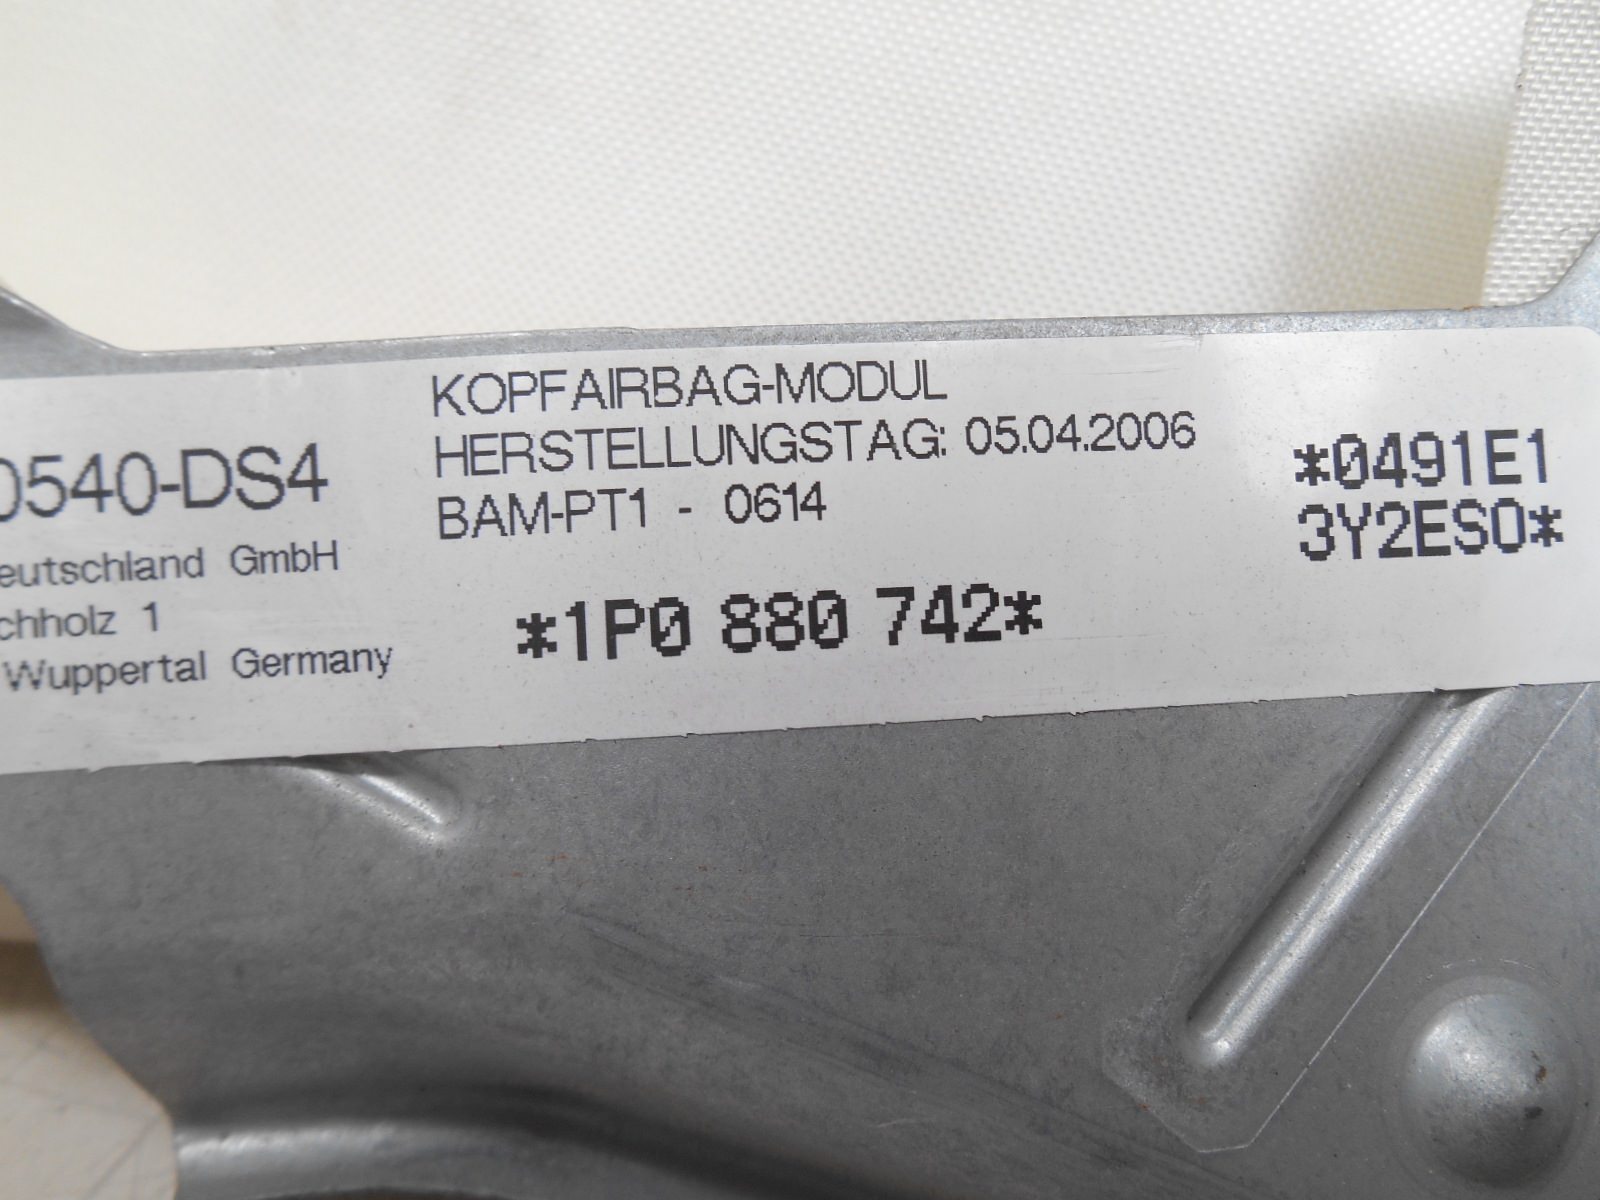 KOPFAIRBAG-MODUL
HERSTELLUNGSTAG: 05.04.2006
BAM-PT1 - 0614
*1P0 880 742*
0540-DS4
eutschland GmbH
chholz 1
Wuppertal Germany
*0491E1
3Y2ES0*